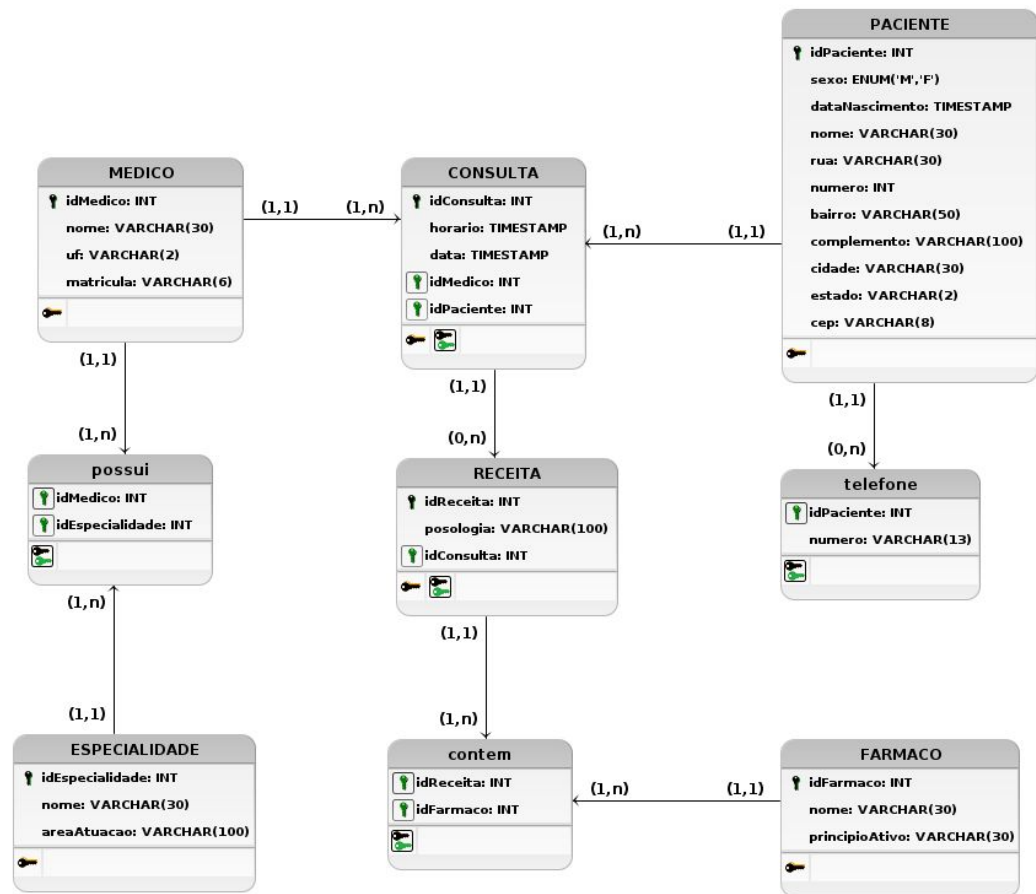 PACIENTE
idPaciente: INT
sexo: ENUM('M','F')
dataNascimento: TIMESTAMP
nome: VARCHAR(30)
rua: VARCHAR(30)
numero: INT
bairro: VARCHAR(50)
complemento: VARCHAR(100)
cidade: VARCHAR(30)
estado: VARCHAR(2)
cep: VARCHAR(8)
MEDICO
idMedico: INT
nome: VARCHAR(30)
uf: VARCHAR(2)
matricula: VARCHAR(6)
(1,1)
(1,n)
CONSULTA
idConsulta: INT
horario: TIMESTAMP
data: TIMESTAMP
idMedico: INT
idPaciente: INT
(1,n)
(1,1)
(1,1)
(1,n)
(1,1)
(0,n)
(1,1)
(0,n)
possui
idMedico: INT
idEspecialidade: INT
RECEITA
idReceita: INT
posologia: VARCHAR(100)
idConsulta: INT
telefone
idPaciente: INT
numero: VARCHAR(13)
(1,n)
(1,1)
(1,1)
(1,n)
ESPECIALIDADE
idEspecialidade: INT
nome: VARCHAR(30)
areaAtuacao: VARCHAR(100)
contem
idReceita: INT
idFarmaco: INT
(1,n)
(1,1)
FARMACO
idFarmaco: INT
nome: VARCHAR(30)
principioAtivo: VARCHAR(30)